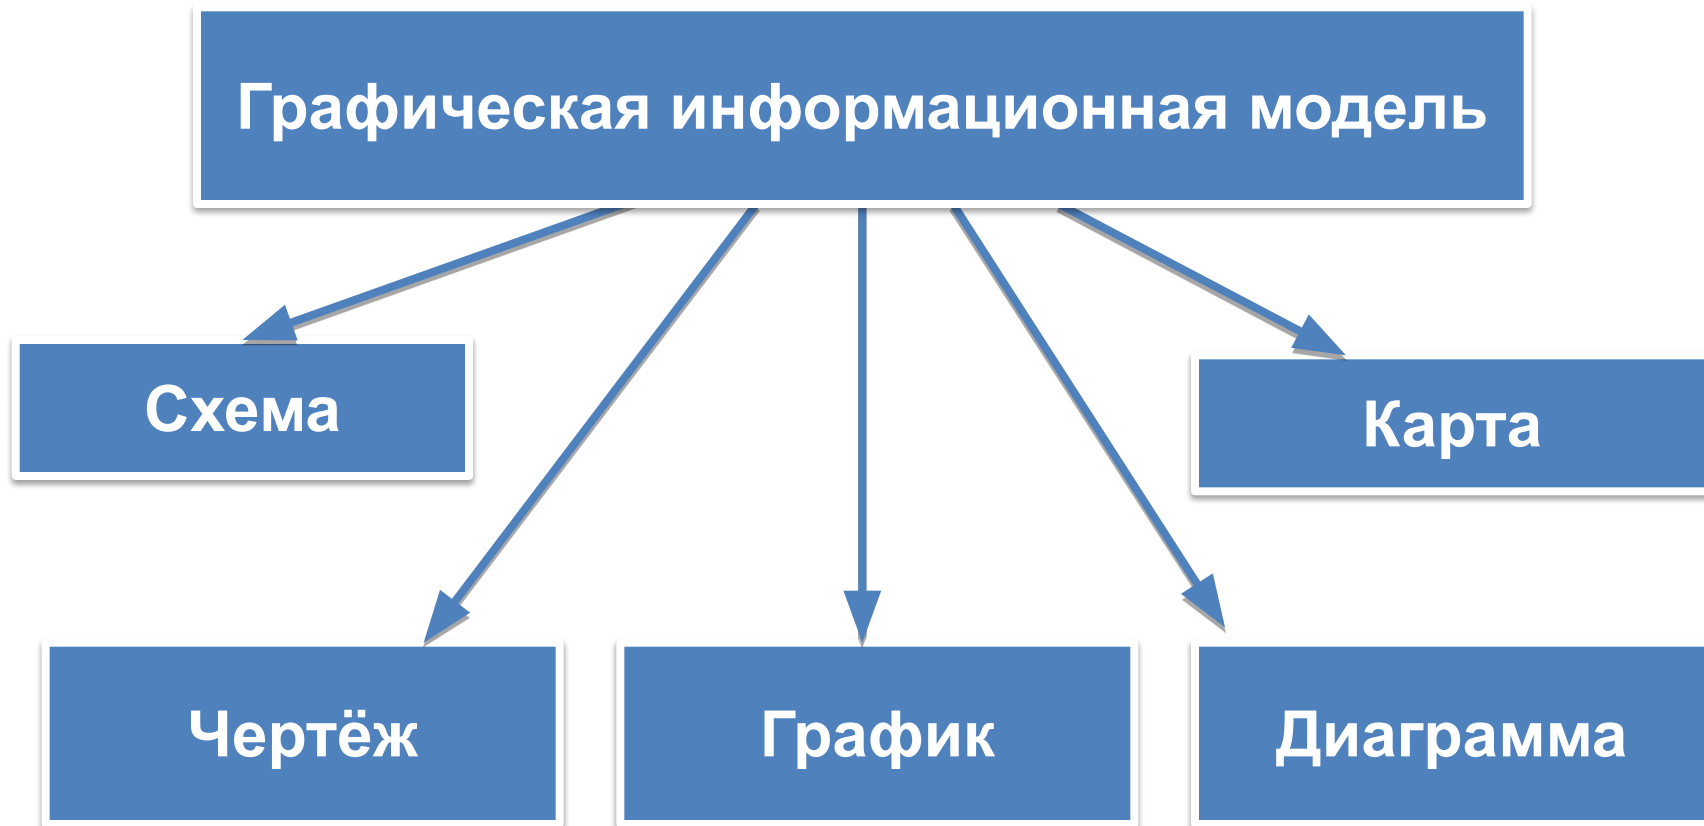 Графическая информационная модель
Схема
Карта
Чертёж
График
Диаграмма